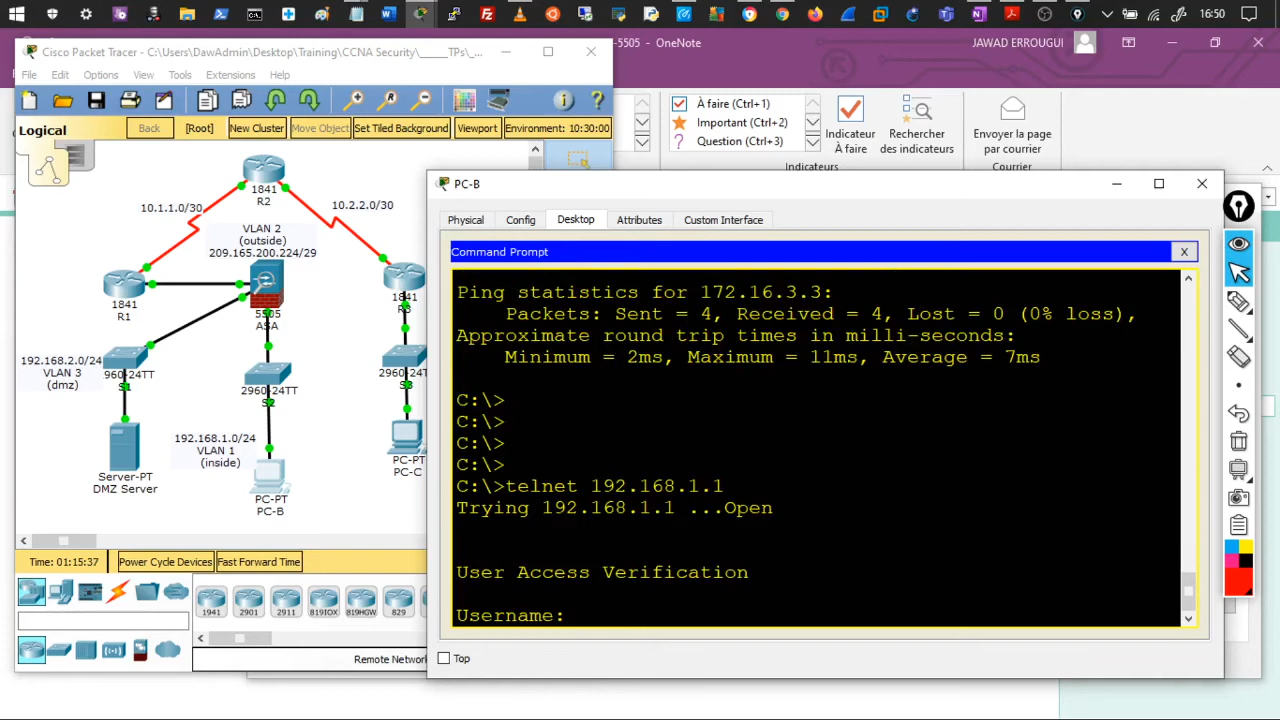 16:50
Cisco Packet Tracer - C:\Users\DawAdmin\Desktop\Training\CCNA Security\_____TPs\_...
-5505 - OneNote
JAWAD ERROUGUI
File Edit Options View Tools Extensions Help
À faire (Ctrl+1)
Important (Ctrl+2)
Question (Ctrl+3)
Indicateur
À faire
Rechercher
des indicateurs
Envoyer la page
par courrier
Indicateurs
Courrier
Logical
Back
[Root]
New Cluster
Move Object
Set Tiled Background
Viewport
Environment: 10:30:00
1841
R2
10.1.1.0/30
10.2.2.0/30
VLAN 2
(outside)
209.165.200.224/29
1841
R1
5505
ASA
1841
R3
192.168.2.0/24
VLAN 3
(dmz)
960-24TT
S1
2960-24TT
S2
2960-24TT
S3
192.168.1.0/24
VLAN 1
(inside)
Server-PT
DMZ Server
PC-PT
PC-B
PC-PT
PC-C
Time: 01:15:37
Power Cycle Devices
Fast Forward Time
1941
2901
2911
819IOX
819HGW
829
Remote Network
PC-B
Physical
Config
Desktop
Attributes
Custom Interface
Command Prompt
X
Ping statistics for 172.16.3.3:
Packets: Sent = 4, Received = 4, Lost = 0 (0% loss),
Approximate round trip times in milli-seconds:
Minimum = 2ms, Maximum = 11ms, Average = 7ms
C:\>
C:\>
C:\>
C:\>
C:\>telnet 192.168.1.1
Trying 192.168.1.1 ...Open
User Access Verification
Username:
Top